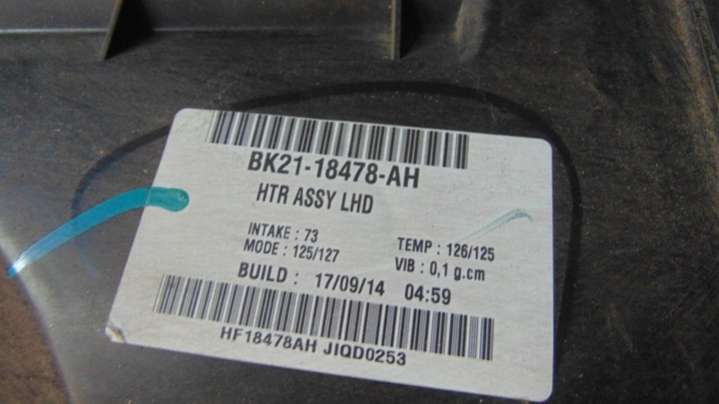 BK21-18478-AH
HTR ASSY LHD
INTAKE : 73
TEMP : 126/125
MODE : 125/127
VIB : 0,1 g.cm
BUILD : 17/09/14 04:59
HF18478AH JIQD0253